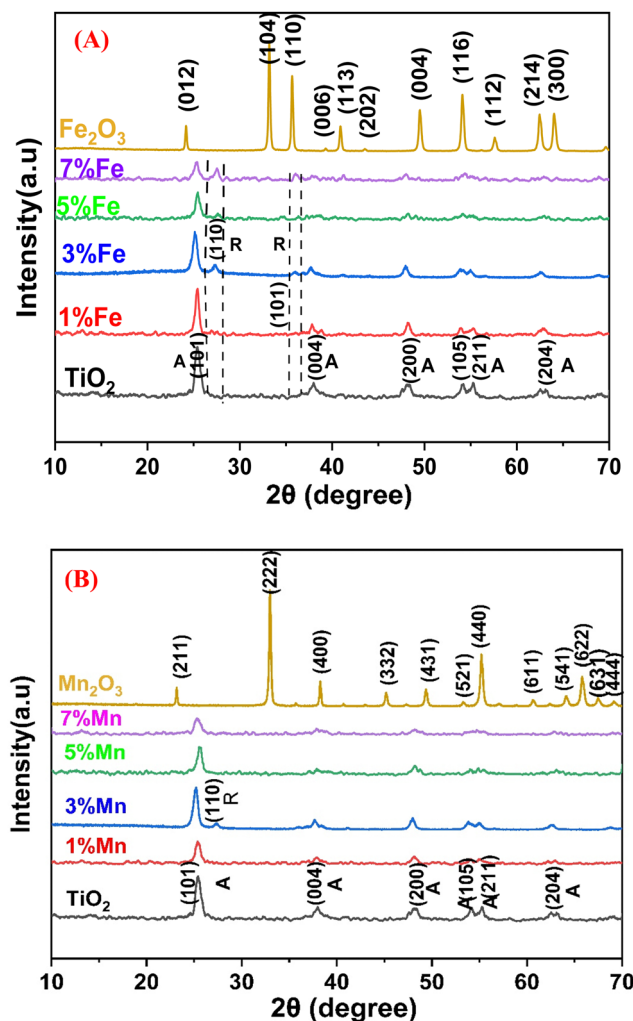 (A)
(012)
(104)
(110)
(006)
(113)
(202)
(004)
(116)
(112)
(214)
(300)
Fe2O3
7%Fe
5%Fe
3%Fe
(110)
R
R
1%Fe
(101)
TiO2
A
(101)
(004)
A
(200)
A
(105)
(211)
A
(204)
A
Intensity(a.u)
10 20 30 40 50 60 70
2θ (degree)
(B)
(211)
(222)
(400)
(332)
(431)
(521)
(440)
(611)
(541)
(622)
(631)
(444)
Mn2O3
7%Mn
5%Mn
3%Mn
(110)
R
1%Mn
TiO2
(101)
A
(004)
A
(200)
A
A
(105)
A
(211)
(204)
A
Intensity(a.u)
10 20 30 40 50 60 70
2θ (degree)